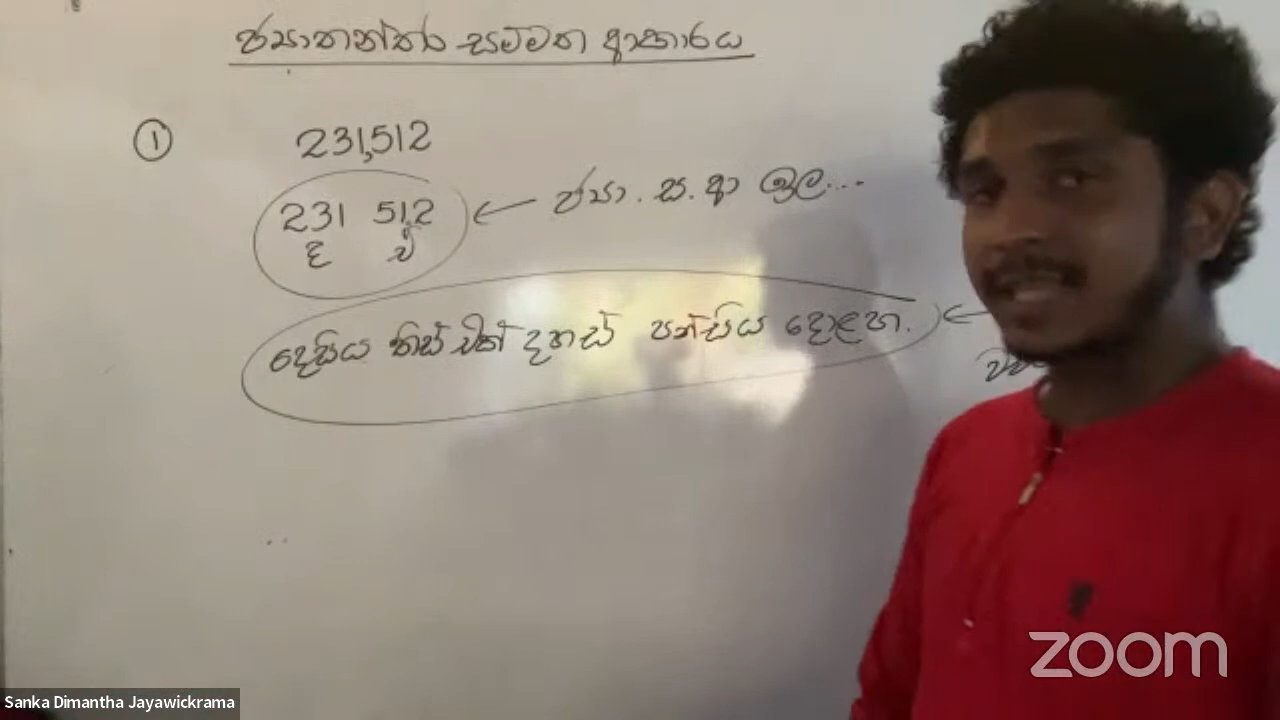 ජාත්‍යන්තර සම්මත ආකාරය
① 231,512
231 512 ← ජා. ස. ආ ඉල...
ද ඒ
දෙසිය තිස් එක් දහස් පන්සිය දොළහ. ←
zoom
Sanka Dimantha Jayawickrama